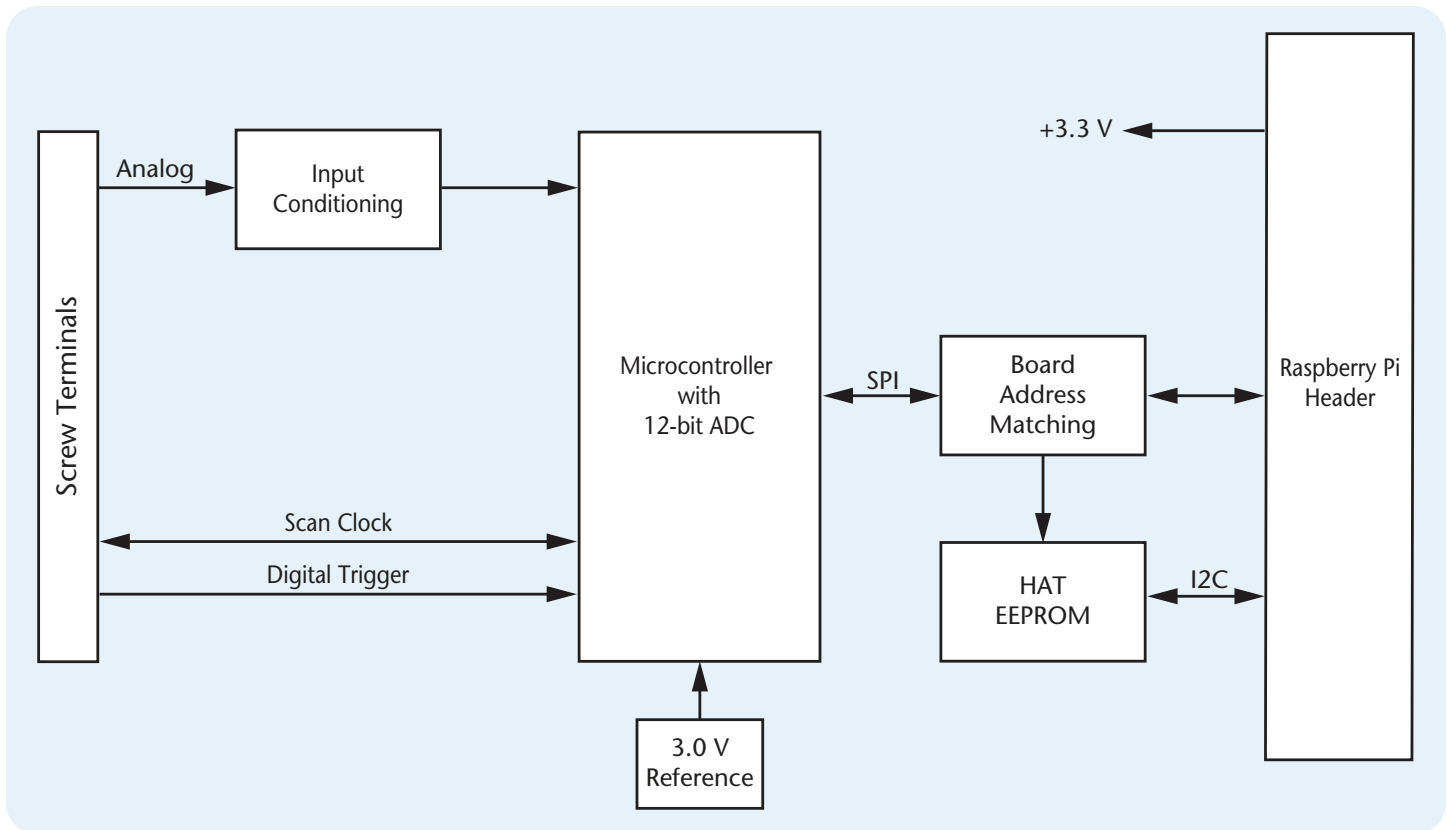 Screw Terminals
Analog
Input
Conditioning
Scan Clock
Digital Trigger
Microcontroller
with
12-bit ADC
3.0 V
Reference
SPI
Board
Address
Matching
HAT
EEPROM
I2C
+3.3 V
Raspberry Pi
Header